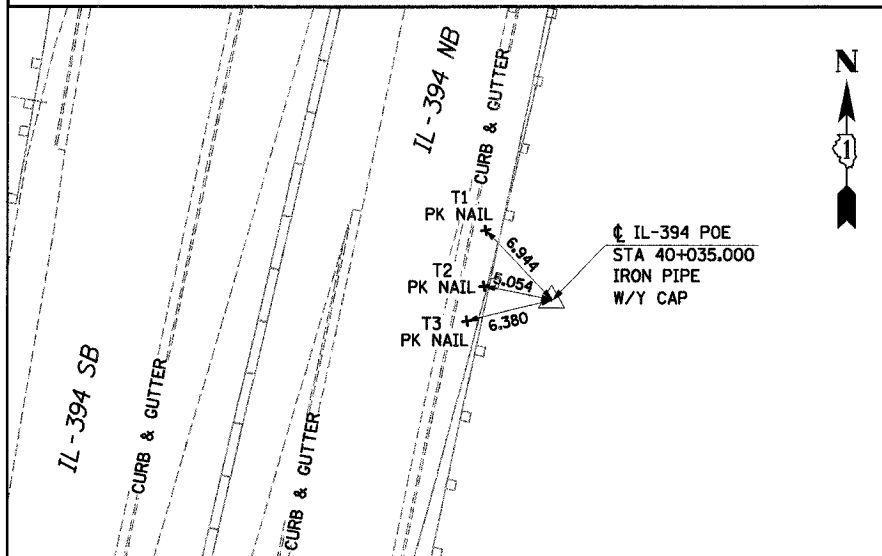 IL-394 NB
CURB & GUTTER
N
1
T1
PK NAIL
6.944
℄ IL-394 POE
STA 40+035.000
IRON PIPE
W/Y CAP
T2
PK NAIL
5.054
T3
PK NAIL
6.380
IL-394 SB
CURB & GUTTER
CURB & GUTTER